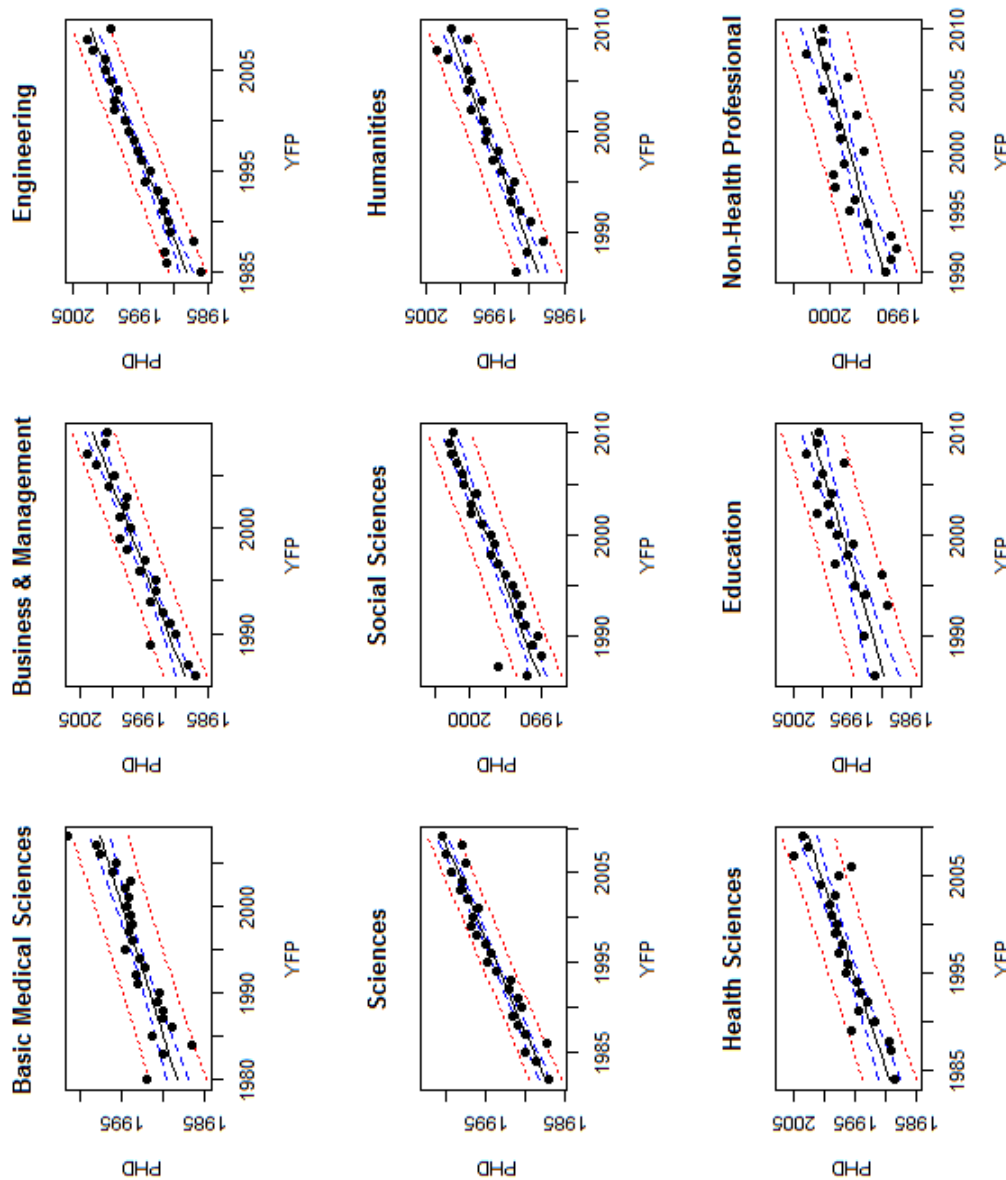 Basic Medical Sciences
PHD
1995
1985
1980 1990 2000
YFP
Business & Management
PHD
2005
1995
1985
1990 2000
YFP
Engineering
PHD
2005
1995
1985
1985 1995 2005
YFP
Sciences
PHD
1995
1985
1985 1995 2005
YFP
Social Sciences
PHD
2000
1990
1990 2000 2010
YFP
Humanities
PHD
2005
1995
1985
1990 2000 2010
YFP
Health Sciences
PHD
2005
1995
1985
1985 1995 2005
YFP
Education
PHD
2005
1995
1985
1990 2000 2010
YFP
Non-Health Professional
PHD
2000
1990
1990 1995 2000 2005 2010
YFP